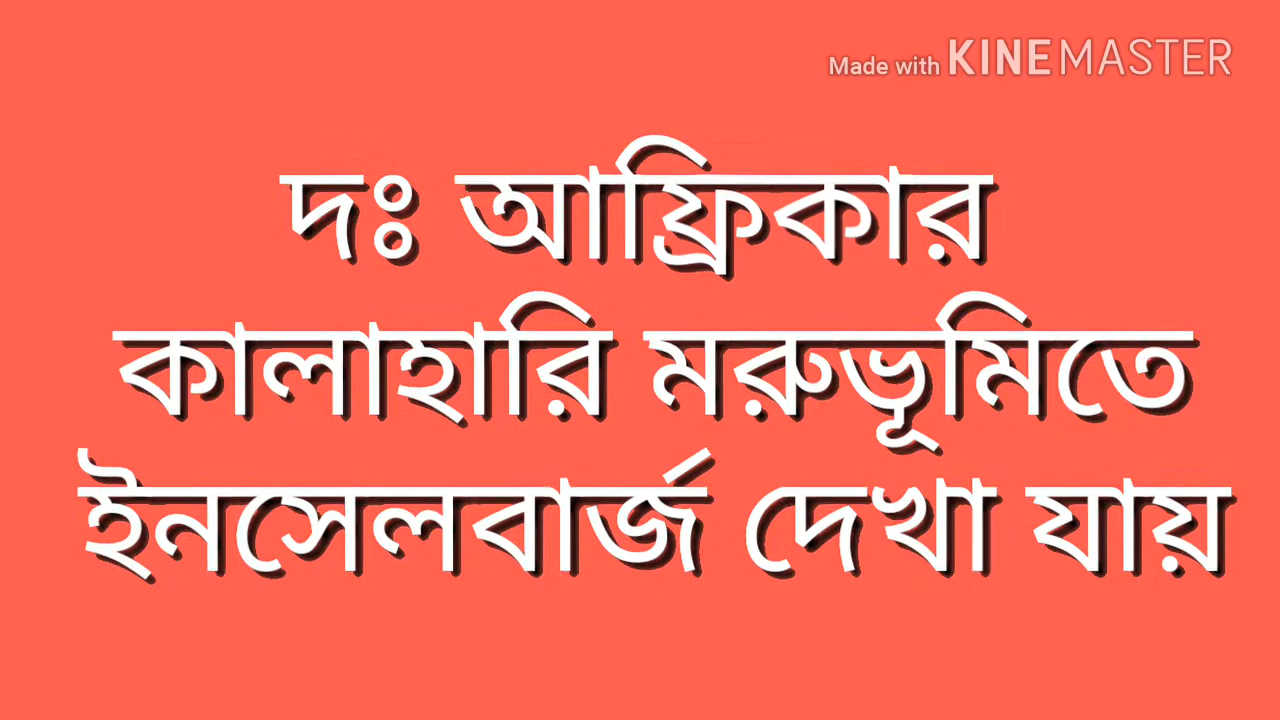 Made with KINEMASTER
দঃ আফ্রিকার
কালাহারি মরুভূমিতে
ইনসেলবার্জ দেখা যায়